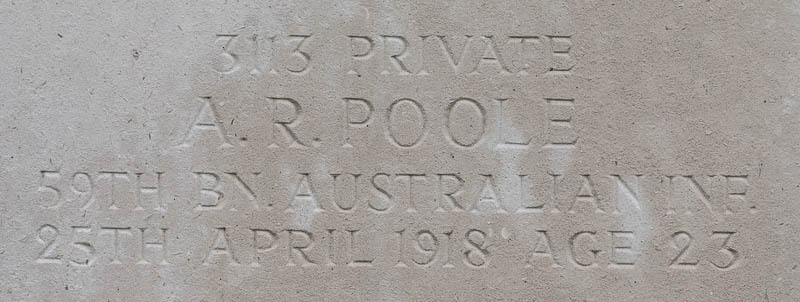 3113 PRIVATE
A. R. POOLE
59TH BN. AUSTRALIAN INF.
25TH APRIL 1918 AGE 23